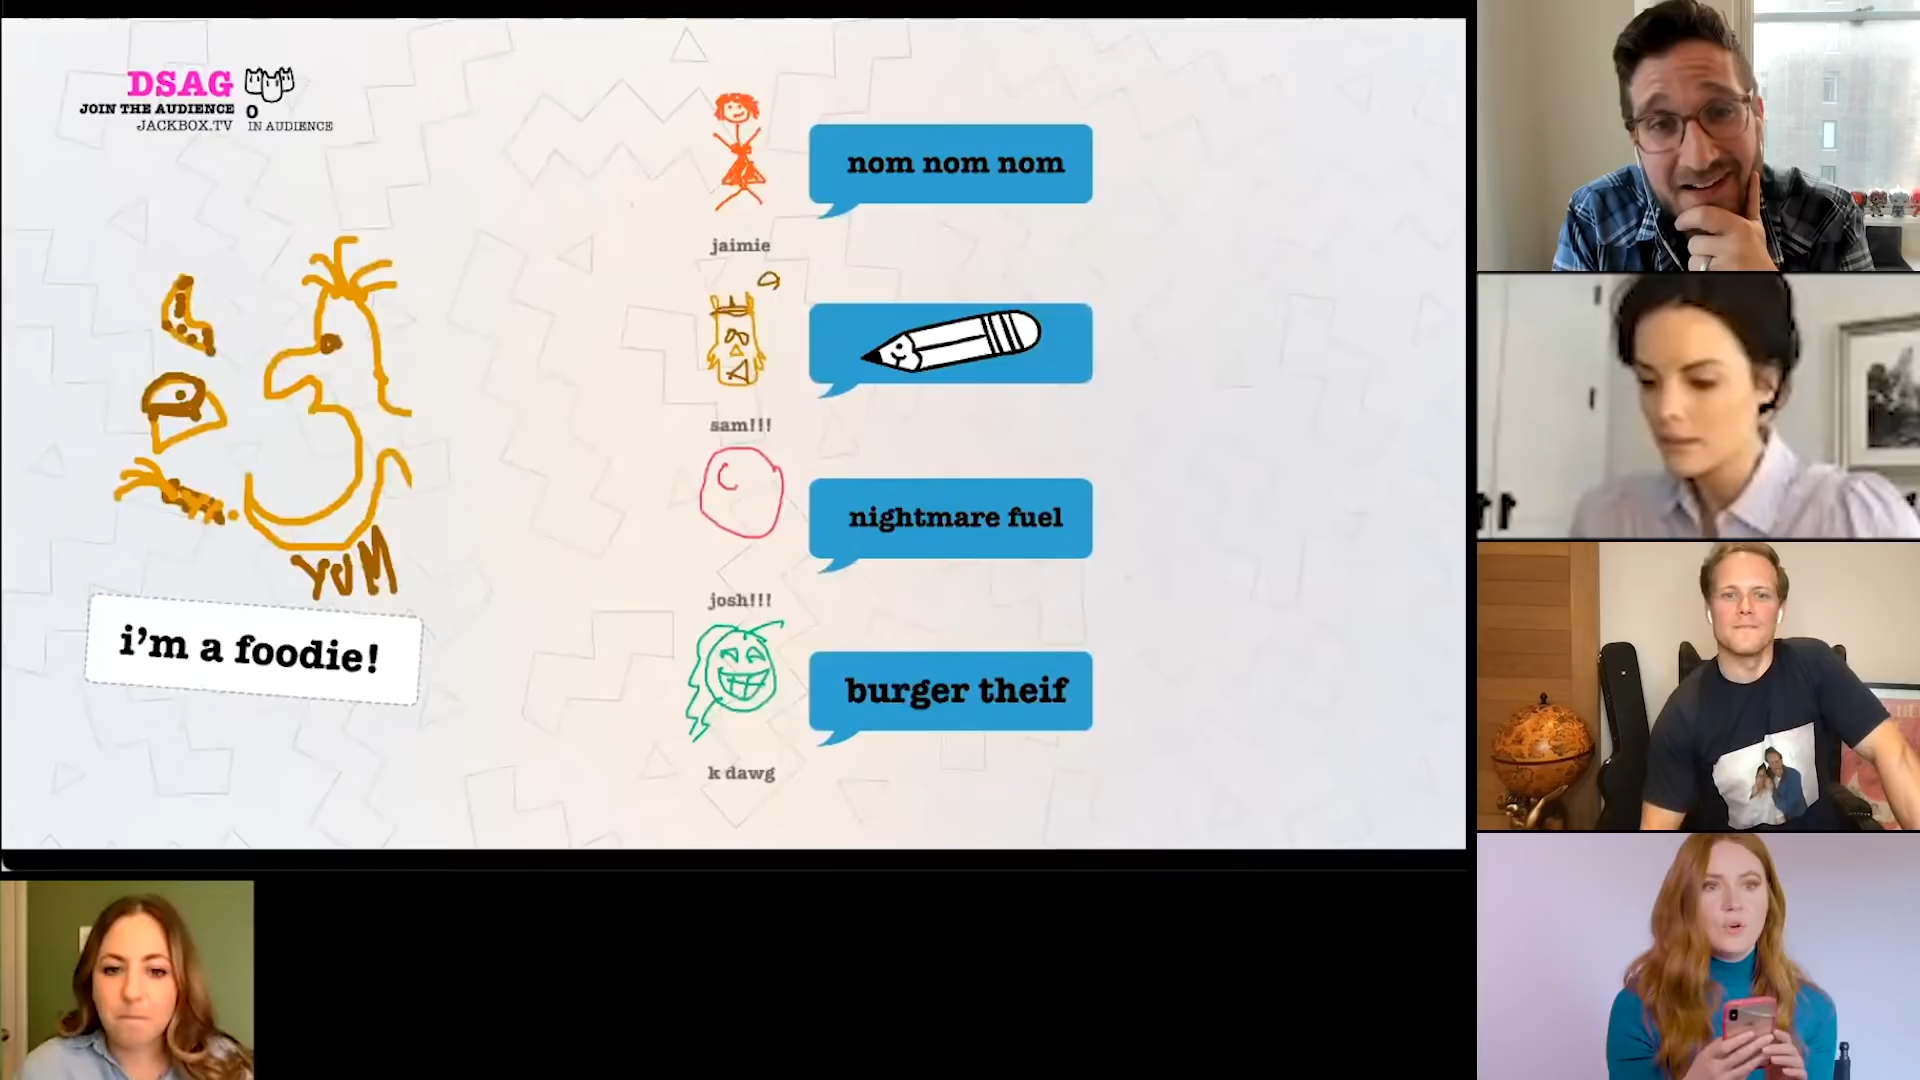 DSAG
JOIN THE AUDIENCE
JACKBOX.TV
0
IN AUDIENCE
nom nom nom
jaimie
sam!!!
nightmare fuel
josh!!!
burger theif
k dawg
YUM
i'm a foodie!